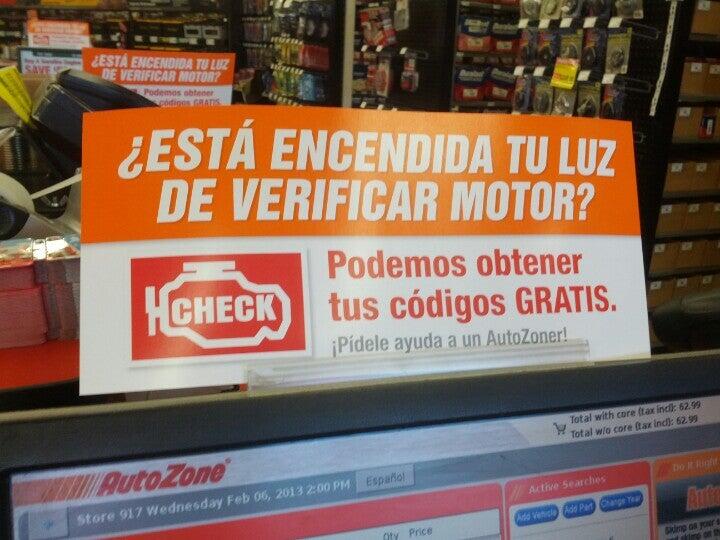 ¿ESTÁ ENCENDIDA TU LUZ
DE VERIFICAR MOTOR?
Podemos obtener
códigos GRATIS.
¿ESTÁ ENCENDIDA TU LUZ
DE VERIFICAR MOTOR?
CHECK
Podemos obtener
tus códigos GRATIS.
¡Pídele ayuda a un AutoZoner!
Total with core (tax incl): 62.99
Total w/o core (tax incl): 62.99
AutoZone
Store 917 Wednesday Feb 06, 2013 2:00 PM
Español
Qty Price
Active Searches
Add Vehicle
Add Part
Change Year
Do It Right
Skimp on your